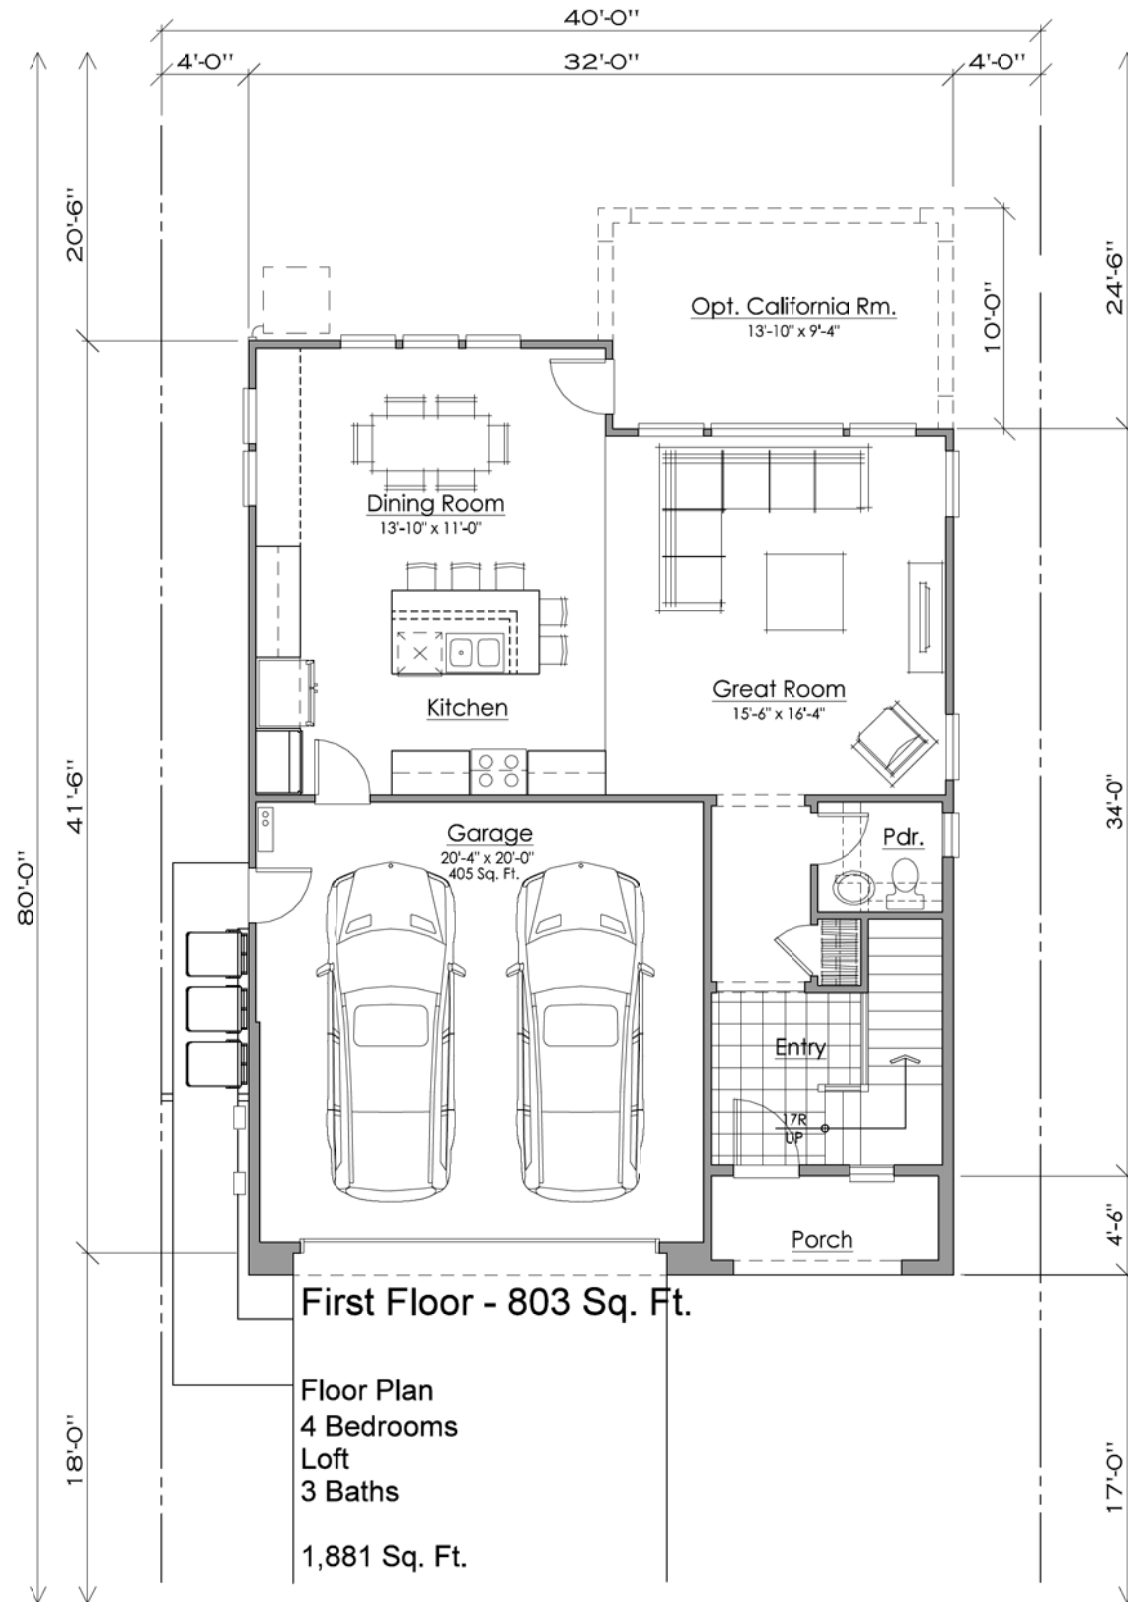 40'-0"
4'-0"
32'-0"
4'-0"
20'-6"
24'-6"
10'-0"
Opt. California Rm.
13'-10" x 9'-4"
Dining Room
13'-10" x 11'-0"
Great Room
15'-6" x 16'-4"
Kitchen
41'-6"
34'-0"
80'-0"
Garage
20'-4" x 20'-0"
405 Sq. Ft.
Pdr.
Entry
17R
UP
Porch
4'-6"
First Floor - 803 Sq. Ft.
Floor Plan
4 Bedrooms
Loft
3 Baths
1,881 Sq. Ft.
18'-0"
17'-0"